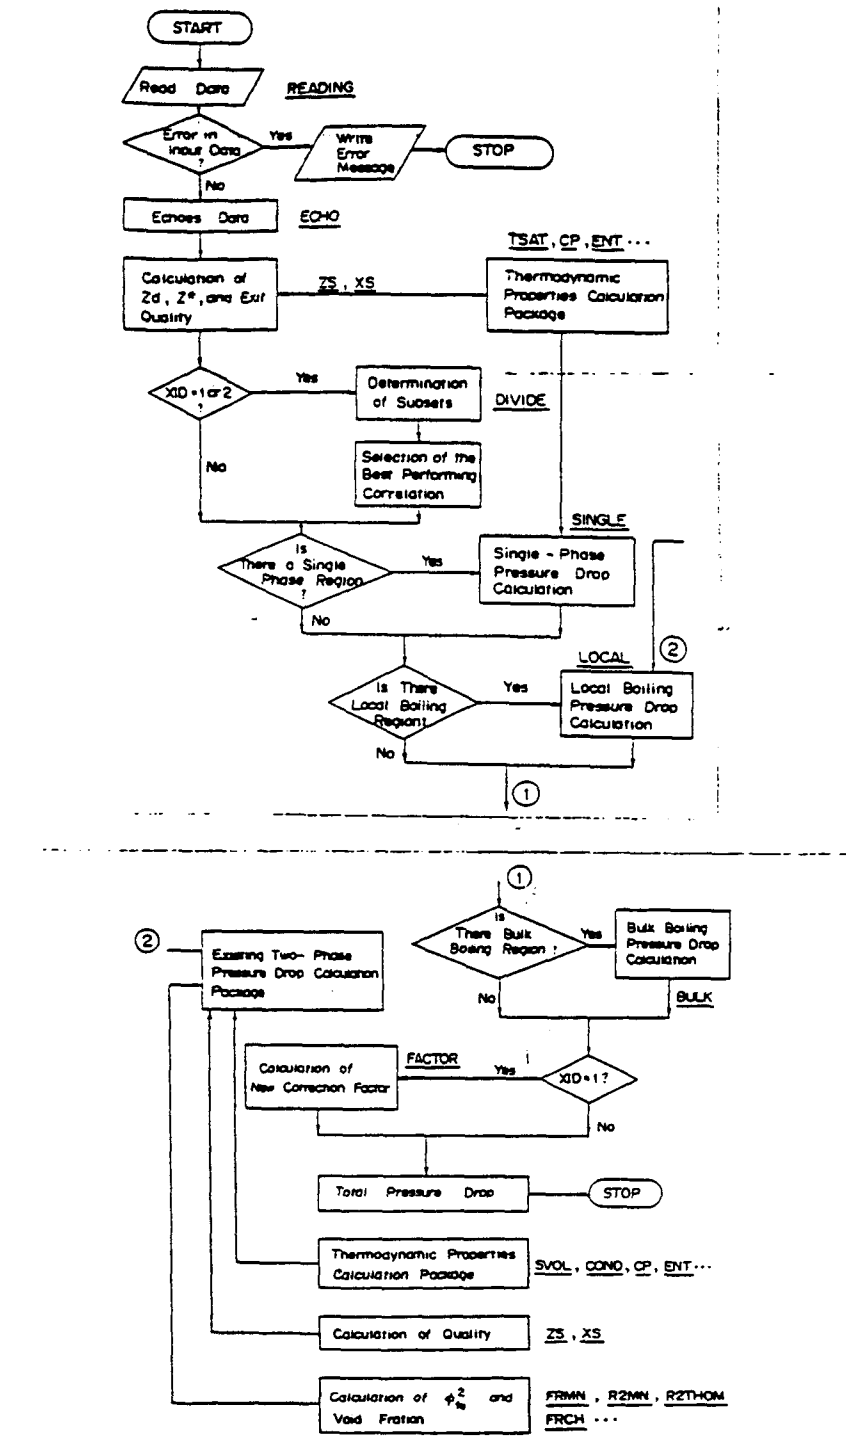 START
Read Data
READING
Error in
Input Data
?
Yes
Write
Error
Message
STOP
No
Echoes Data
ECHO
TSAT, CP, ENT ...
Calculation of
Zd, Z*, and Exit
Quality
ZS, XS
Thermodynamic
Properties Calculation
Package
XID = 1 or 2
?
Yes
Determination
of Subsets
DIVIDE
No
Selection of the
Best Performing
Correlation
SINGLE
Is
There a Single
Phase Region
?
Yes
Single - Phase
Pressure Drop
Calculation
No
LOCAL
2
Is There
Local Boiling
Region?
Yes
Local Boiling
Pressure Drop
Calculation
No
1
1
Is
There Bulk
Boiling Region ?
Yes
Bulk Boiling
Pressure Drop
Calculation
2
Existing Two- Phase
Pressure Drop Calculation
Package
No
BULK
Calculation of
New Correction Factor
FACTOR
Yes
XID = 1 ?
No
Total Pressure Drop
STOP
Thermodynamic Properties
Calculation Package
SVOL, COND, CP, ENT ...
Calculation of Quality
ZS, XS
Calculation of φ² and
Void Fration
FRMN, R2MN, R2THOM
FRCH ...